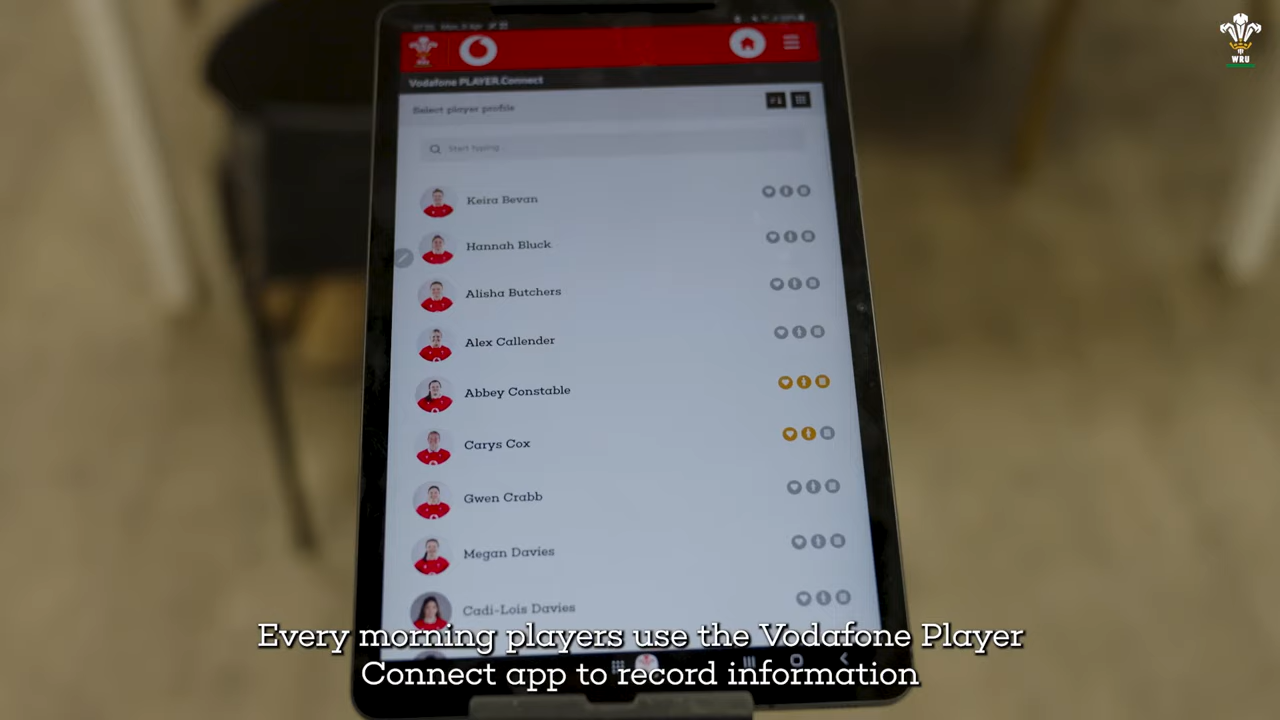 WRU
Vodafone PLAYER.Connect
Select player profile
Start typing...
Keira Bevan
Hannah Bluck
Alisha Butchers
Alex Callender
Abbey Constable
Carys Cox
Gwen Crabb
Megan Davies
Cadi-Lois Davies
Every morning players use the Vodafone Player
Connect app to record information